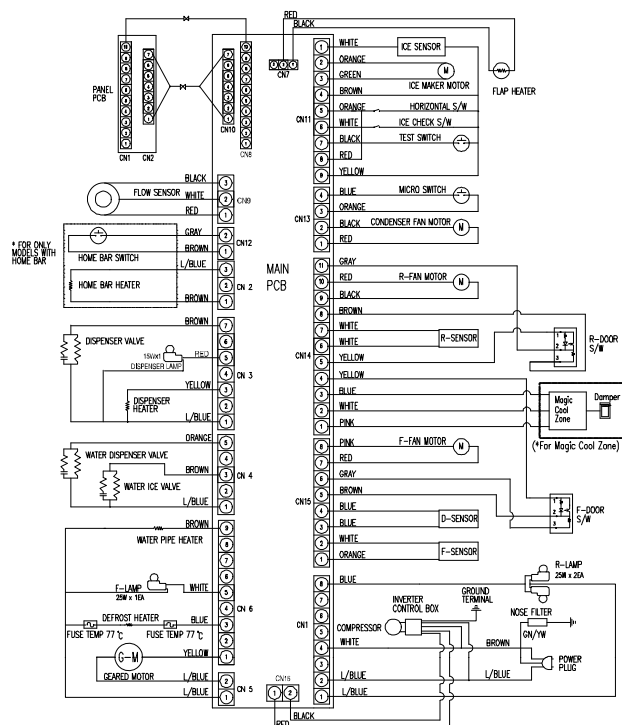 RED
BLACK
CN7
FLAP HEATER
PANEL
PCB
CN1
CN2
CN10
CN8
WHITE
ICE SENSOR
ORANGE
GREEN
ICE MAKER MOTOR
M
BROWN
ORANGE
HORIZONTAL S/W
CN11
WHITE
ICE CHECK S/W
BLACK
TEST SWITCH
RED
YELLOW
BLACK
FLOW SENSOR
WHITE
RED
CN9
BLUE
MICRO SWITCH
ORANGE
CN13
BLACK
CONDENSER FAN MOTOR
M
RED
* FOR ONLY
MODELS WITH
HOME BAR
GRAY
BROWN
HOME BAR SWITCH
L/BLUE
HOME BAR HEATER
BROWN
CN12
CN 2
MAIN
PCB
GRAY
RED
R-FAN MOTOR
M
BLACK
BROWN
WHITE
R-SENSOR
WHITE
CN14
YELLOW
YELLOW
BLUE
WHITE
PINK
R-DOOR
S/W
1
2
3
Magic
Cool
Zone
Damper
(*For Magic Cool Zone)
BROWN
DISPENSER VALVE
15Wx1
RED
DISPENSER LAMP
CN 3
YELLOW
DISPENSER
HEATER
L/BLUE
PINK
F-FAN MOTOR
M
RED
GRAY
BROWN
CN15
BLUE
D-SENSOR
BLUE
WHITE
F-SENSOR
ORANGE
F-DOOR
S/W
1
2
3
ORANGE
WATER DISPENSER VALVE
BROWN
CN 4
WATER ICE VALVE
L/BLUE
BROWN
WATER PIPE HEATER
F-LAMP
25W x 1EA
WHITE
CN 6
DEFROST HEATER
BLUE
FUSE TEMP 77 ℃
FUSE TEMP 77 ℃
G-M
YELLOW
GEARED MOTOR
L/BLUE
L/BLUE
CN 5
BLUE
R-LAMP
25W x 2EA
INVERTER
CONTROL BOX
GROUND
TERMINAL
COMPRESSOR
NOSE FILTER
GN/YW
CN1
WHITE
BROWN
POWER
PLUG
L/BLUE
L/BLUE
L/BLUE
CN16
1
2
BLACK
RED